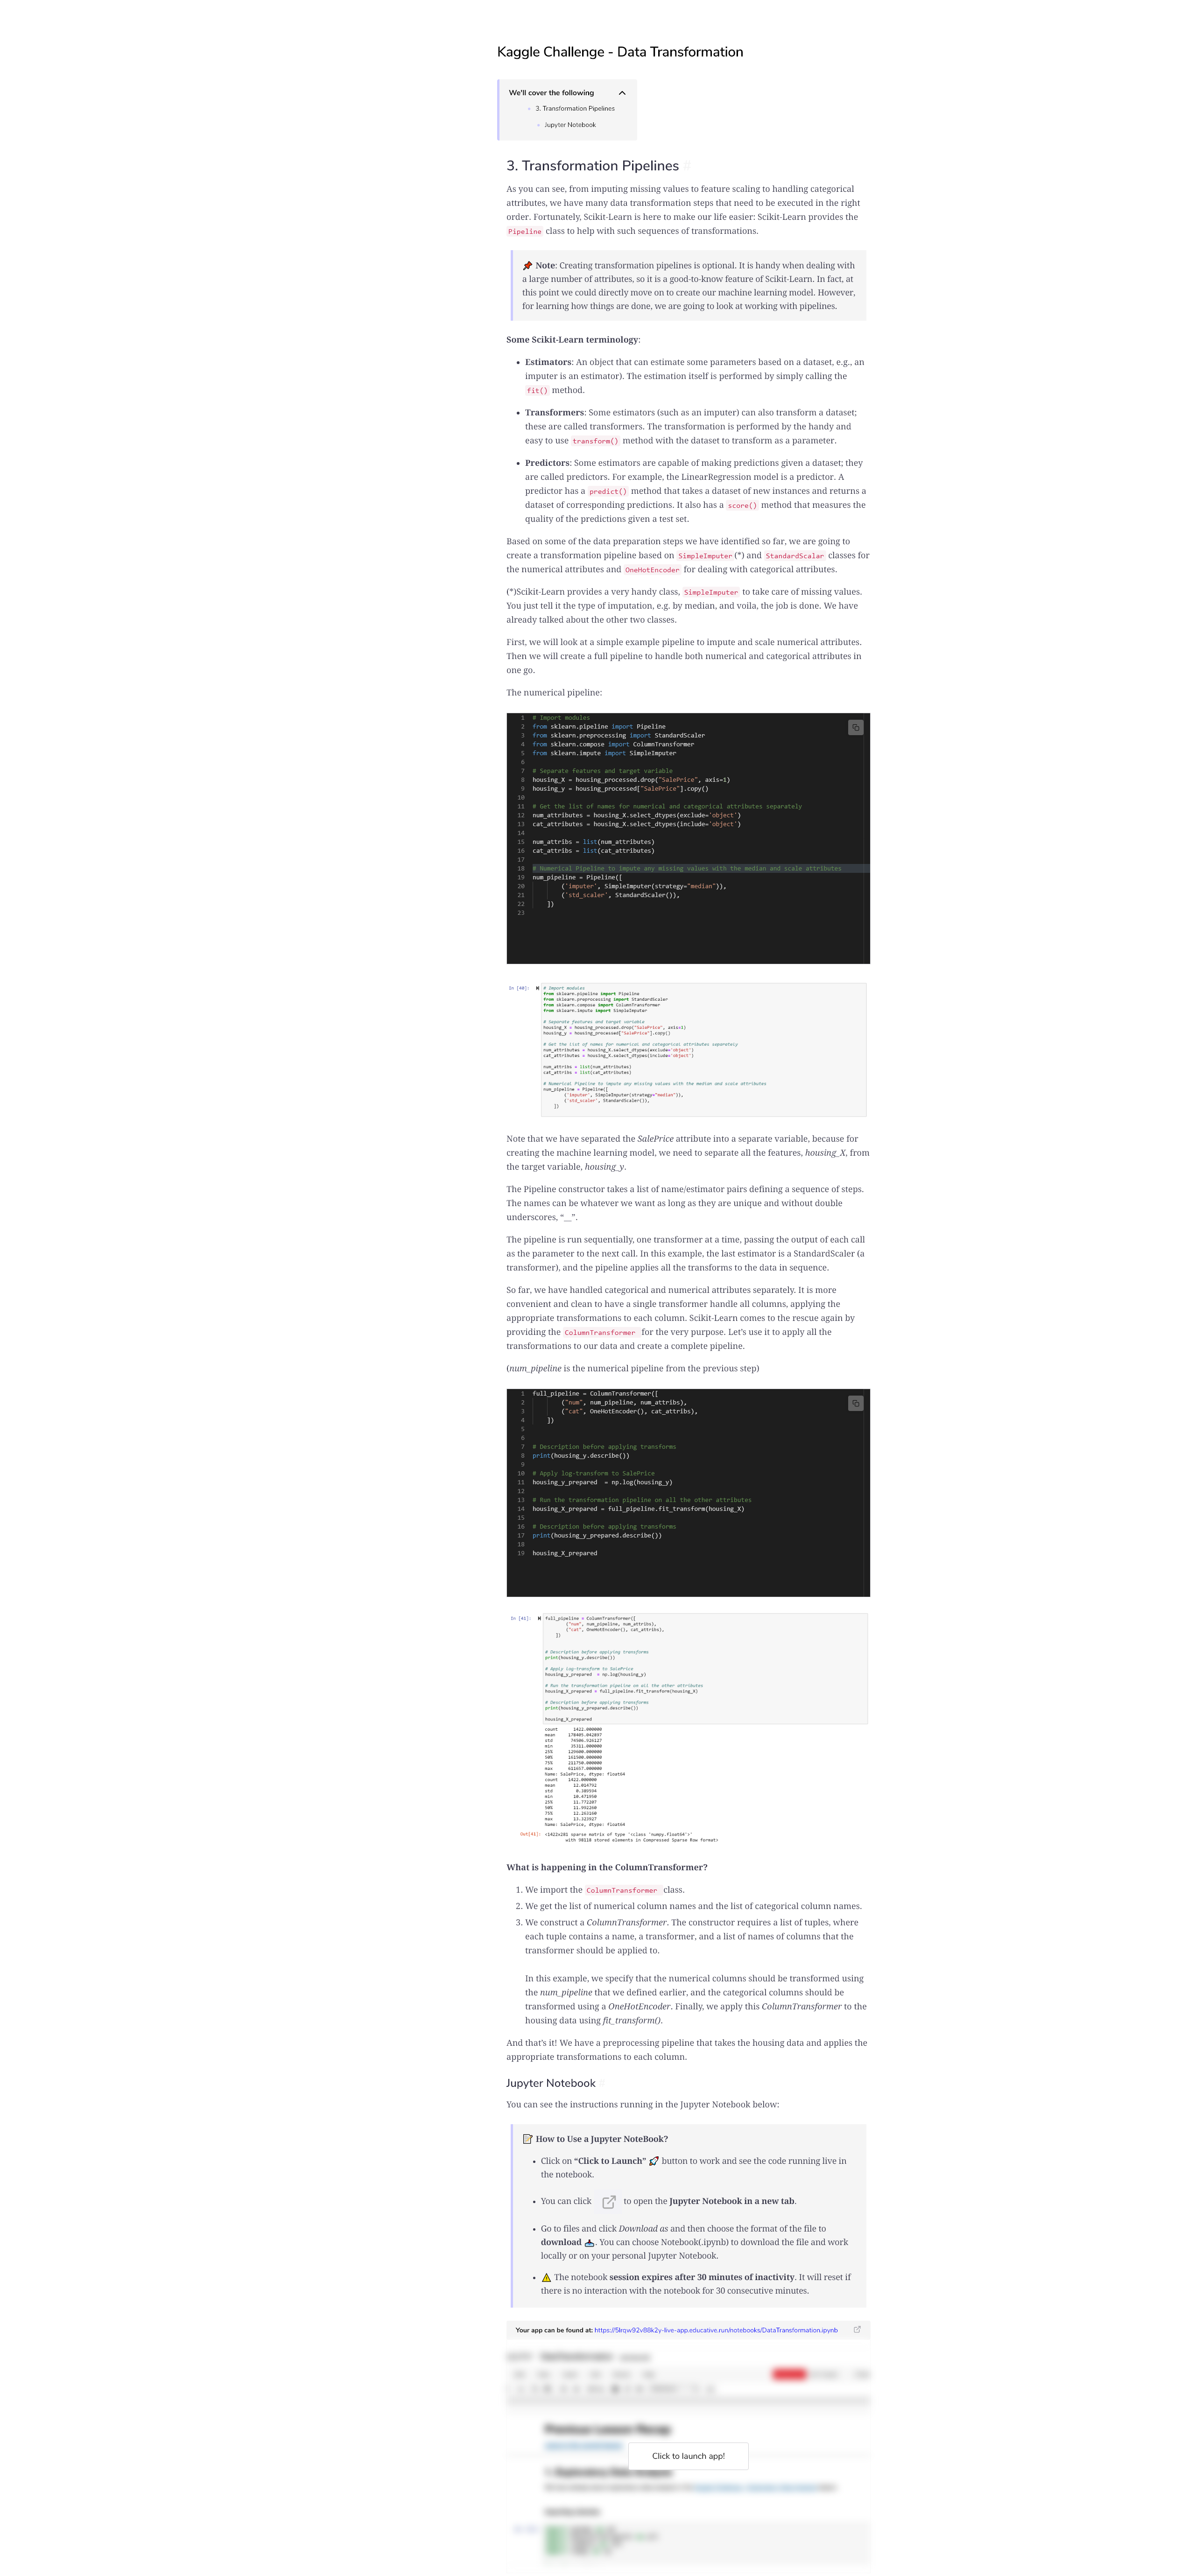 Kaggle Challenge - Data Transformation
We'll cover the following
3. Transformation Pipelines
Jupyter Notebook
3. Transformation Pipelines #
As you can see, from imputing missing values to feature scaling to handling categorical
attributes, we have many data transformation steps that need to be executed in the right
order. Fortunately, Scikit-Learn is here to make our life easier: Scikit-Learn provides the
Pipeline class to help with such sequences of transformations.
📌 Note: Creating transformation pipelines is optional. It is handy when dealing with
a large number of attributes, so it is a good-to-know feature of Scikit-Learn. In fact, at
this point we could directly move on to create our machine learning model. However,
for learning how things are done, we are going to look at working with pipelines.
Some Scikit-Learn terminology:
• Estimators: An object that can estimate some parameters based on a dataset, e.g., an
imputer is an estimator). The estimation itself is performed by simply calling the
fit() method.
• Transformers: Some estimators (such as an imputer) can also transform a dataset;
these are called transformers. The transformation is performed by the handy and
easy to use transform() method with the dataset to transform as a parameter.
• Predictors: Some estimators are capable of making predictions given a dataset; they
are called predictors. For example, the LinearRegression model is a predictor. A
predictor has a predict() method that takes a dataset of new instances and returns a
dataset of corresponding predictions. It also has a score() method that measures the
quality of the predictions given a test set.
Based on some of the data preparation steps we have identified so far, we are going to
create a transformation pipeline based on SimpleImputer (*) and StandardScalar classes for
the numerical attributes and OneHotEncoder for dealing with categorical attributes.
(*)Scikit-Learn provides a very handy class, SimpleImputer to take care of missing values.
You just tell it the type of imputation, e.g. by median, and voila, the job is done. We have
already talked about the other two classes.
First, we will look at a simple example pipeline to impute and scale numerical attributes.
Then we will create a full pipeline to handle both numerical and categorical attributes in
one go.
The numerical pipeline:
1 # Import modules
2 from sklearn.pipeline import Pipeline
3 from sklearn.preprocessing import StandardScaler
4 from sklearn.compose import ColumnTransformer
5 from sklearn.impute import SimpleImputer
6
7 # Separate features and target variable
8 housing_X = housing_processed.drop("SalePrice", axis=1)
9 housing_y = housing_processed["SalePrice"].copy()
10
11 # Get the list of names for numerical and categorical attributes separately
12 num_attributes = housing_X.select_dtypes(exclude='object')
13 cat_attributes = housing_X.select_dtypes(include='object')
14
15 num_attribs = list(num_attributes)
16 cat_attribs = list(cat_attributes)
17
18 # Numerical Pipeline to impute any missing values with the median and scale attributes
19 num_pipeline = Pipeline([
20 ('imputer', SimpleImputer(strategy="median")),
21 ('std_scaler', StandardScaler()),
22 ])
23
In [40]: # Import modules
from sklearn.pipeline import Pipeline
from sklearn.preprocessing import StandardScaler
from sklearn.compose import ColumnTransformer
from sklearn.impute import SimpleImputer
# Separate features and target variable
housing_X = housing_processed.drop("SalePrice", axis=1)
housing_y = housing_processed["SalePrice"].copy()
# Get the list of names for numerical and categorical attributes separately
num_attributes = housing_X.select_dtypes(exclude='object')
cat_attributes = housing_X.select_dtypes(include='object')
num_attribs = list(num_attributes)
cat_attribs = list(cat_attributes)
# Numerical Pipeline to impute any missing values with the median and scale attributes
num_pipeline = Pipeline([
('imputer', SimpleImputer(strategy="median")),
('std_scaler', StandardScaler()),
])
Note that we have separated the SalePrice attribute into a separate variable, because for
creating the machine learning model, we need to separate all the features, housing_X, from
the target variable, housing_y.
The Pipeline constructor takes a list of name/estimator pairs defining a sequence of steps.
The names can be whatever we want as long as they are unique and without double
underscores, “__”.
The pipeline is run sequentially, one transformer at a time, passing the output of each call
as the parameter to the next call. In this example, the last estimator is a StandardScaler (a
transformer), and the pipeline applies all the transforms to the data in sequence.
So far, we have handled categorical and numerical attributes separately. It is more
convenient and clean to have a single transformer handle all columns, applying the
appropriate transformations to each column. Scikit-Learn comes to the rescue again by
providing the ColumnTransformer for the very purpose. Let’s use it to apply all the
transformations to our data and create a complete pipeline.
(num_pipeline is the numerical pipeline from the previous step)
1 full_pipeline = ColumnTransformer([
2 ("num", num_pipeline, num_attribs),
3 ("cat", OneHotEncoder(), cat_attribs),
4 ])
5
6
7 # Description before applying transforms
8 print(housing_y.describe())
9
10 # Apply log-transform to SalePrice
11 housing_y_prepared = np.log(housing_y)
12
13 # Run the transformation pipeline on all the other attributes
14 housing_X_prepared = full_pipeline.fit_transform(housing_X)
15
16 # Description before applying transforms
17 print(housing_y_prepared.describe())
18
19 housing_X_prepared
In [41]: full_pipeline = ColumnTransformer([
("num", num_pipeline, num_attribs),
("cat", OneHotEncoder(), cat_attribs),
])
# Description before applying transforms
print(housing_y.describe())
# Apply log-transform to SalePrice
housing_y_prepared = np.log(housing_y)
# Run the transformation pipeline on all the other attributes
housing_X_prepared = full_pipeline.fit_transform(housing_X)
# Description before applying transforms
print(housing_y_prepared.describe())
housing_X_prepared
count 1422.000000
mean 178405.042897
std 74506.926127
min 35311.000000
25% 129600.000000
50% 161500.000000
75% 211750.000000
max 611657.000000
Name: SalePrice, dtype: float64
count 1422.000000
mean 12.014792
std 0.389594
min 10.471950
25% 11.772207
50% 11.992260
75% 12.263160
max 13.323927
Name: SalePrice, dtype: float64
Out[41]: <1422x281 sparse matrix of type '<class 'numpy.float64'>'
with 98118 stored elements in Compressed Sparse Row format>
What is happening in the ColumnTransformer?
1. We import the ColumnTransformer class.
2. We get the list of numerical column names and the list of categorical column names.
3. We construct a ColumnTransformer. The constructor requires a list of tuples, where
each tuple contains a name, a transformer, and a list of names of columns that the
transformer should be applied to.
In this example, we specify that the numerical columns should be transformed using
the num_pipeline that we defined earlier, and the categorical columns should be
transformed using a OneHotEncoder. Finally, we apply this ColumnTransformer to the
housing data using fit_transform().
And that’s it! We have a preprocessing pipeline that takes the housing data and applies the
appropriate transformations to each column.
Jupyter Notebook #
You can see the instructions running in the Jupyter Notebook below:
📝 How to Use a Jupyter NoteBook?
• Click on “Click to Launch” 🚀 button to work and see the code running live in
the notebook.
• You can click to open the Jupyter Notebook in a new tab.
• Go to files and click Download as and then choose the format of the file to
download 📥. You can choose Notebook(.ipynb) to download the file and work
locally or on your personal Jupyter Notebook.
• ⚠️ The notebook session expires after 30 minutes of inactivity. It will reset if
there is no interaction with the notebook for 30 consecutive minutes.
Your app can be found at: https://5lrqw92v88k2y-live-app.educative.run/notebooks/DataTransformation.ipynb
Previous Lesson Recap
Click to launch app!